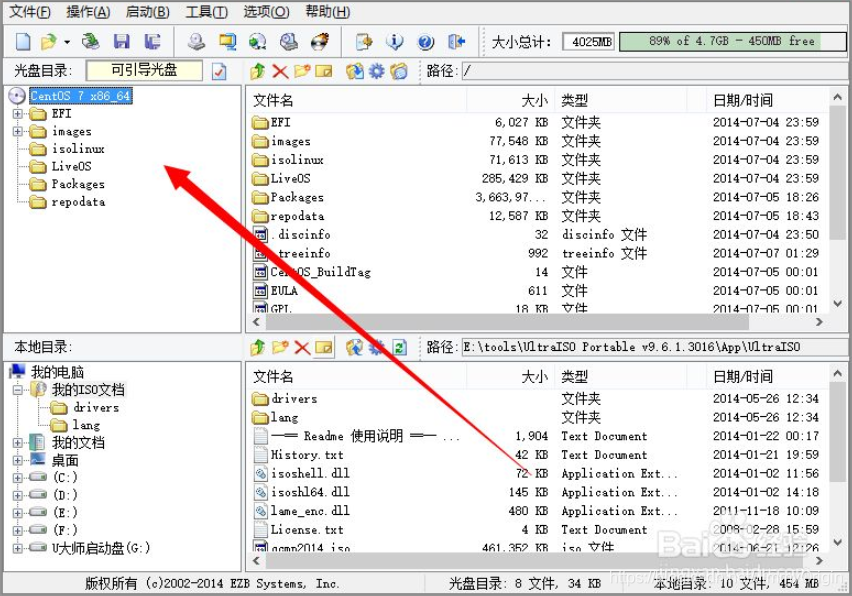 文件(F) 操作(A) 启动(B) 工具(T) 选项(O) 帮助(H)
大小总计: 4025MB 89% of 4.7GB - 450MB free
光盘目录: 可引导光盘 路径: /
CentOS 7 x86_64
EFI
images
isolinux
LiveOS
Packages
repodata
文件名 大小 类型 日期/时间
EFI 6,027 KB 文件夹 2014-07-04 23:59
images 77,548 KB 文件夹 2014-07-04 23:59
isolinux 71,613 KB 文件夹 2014-07-04 23:59
LiveOS 285,429 KB 文件夹 2014-07-04 23:59
Packages 3,663,97... 文件夹 2014-07-05 18:26
repodata 12,587 KB 文件夹 2014-07-05 18:43
.discinfo 32 discinfo 文件 2014-07-04 23:50
.treeinfo 992 treeinfo 文件 2014-07-07 01:29
CentOS_BuildTag 14 文件 2014-07-05 00:01
EULA 611 文件 2014-07-05 00:01
GPL 18 KB 文件 2014-07-05 00:01
本地目录: 路径: E:\tools\UltraISO Portable v9.6.1.3016\App\UltraISO
我的电脑
我的ISO文档
drivers
lang
我的文档
桌面
(C:)
(D:)
(E:)
(F:)
U大师启动盘(G:)
文件名 大小 类型 日期/时间
drivers 文件夹 2014-05-26 12:34
lang 文件夹 2014-05-26 12:34
—== Readme 使用说明 ==— ... 1,904 Text Document 2014-01-22 00:17
History.txt 42 KB Text Document 2014-01-21 19:59
isoshell.dll 72 KB Application Ext... 2014-01-02 11:56
isoshl64.dll 145 KB Application Ext... 2014-01-02 14:18
lame_enc.dll 480 KB Application Ext... 2011-11-18 10:09
License.txt 4 KB Text Document 2008-02-28 15:59
461,352 KB iso 文件 2014-06-21 12:26
Bai 经验
版权所有 (c)2002-2014 EZB Systems, Inc. 光盘目录: 8 文件, 34 KB 本地目录: 10 文件, 454 MB